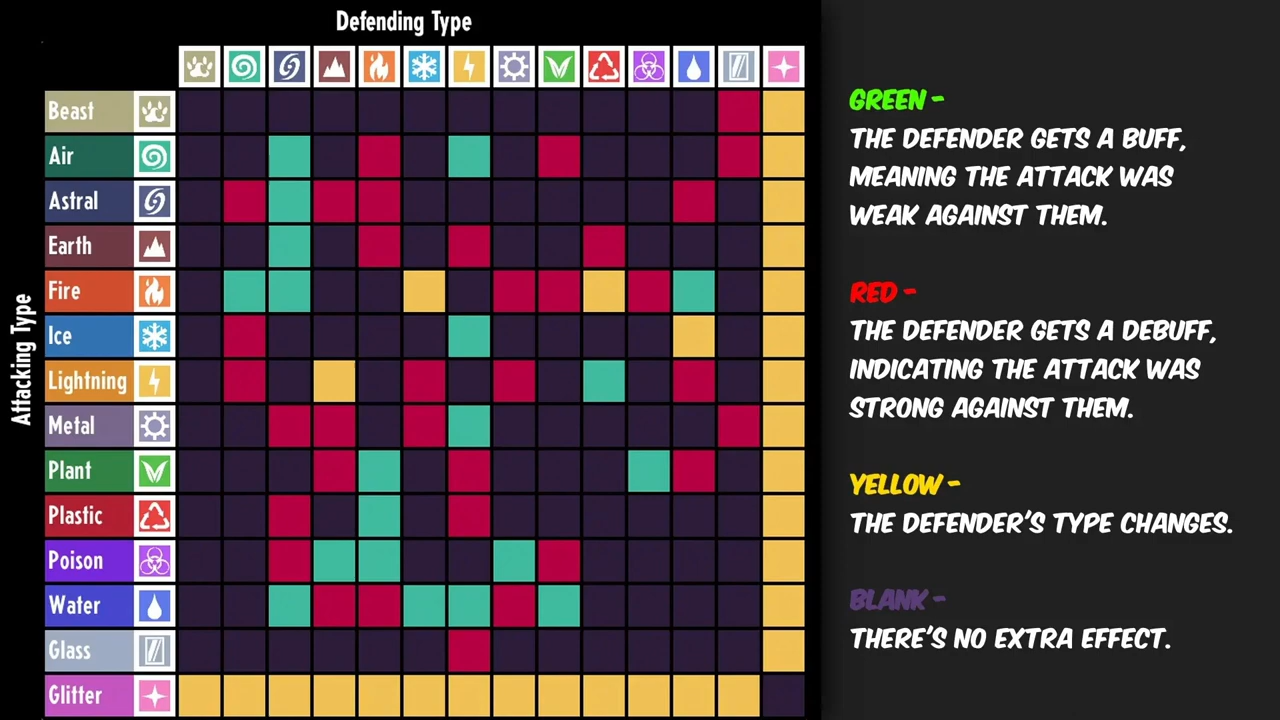 Defending Type
Attacking Type
Beast
Air
Astral
Earth
Fire
Ice
Lightning
Metal
Plant
Plastic
Poison
Water
Glass
Glitter
GREEN -
THE DEFENDER GETS A BUFF,
MEANING THE ATTACK WAS
WEAK AGAINST THEM.
RED -
THE DEFENDER GETS A DEBUFF,
INDICATING THE ATTACK WAS
STRONG AGAINST THEM.
YELLOW -
THE DEFENDER'S TYPE CHANGES.
BLANK -
THERE'S NO EXTRA EFFECT.